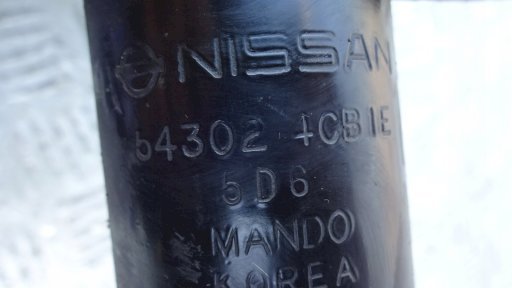 NISSAN
54302 4CB1E
5D6
MANDO
KOREA